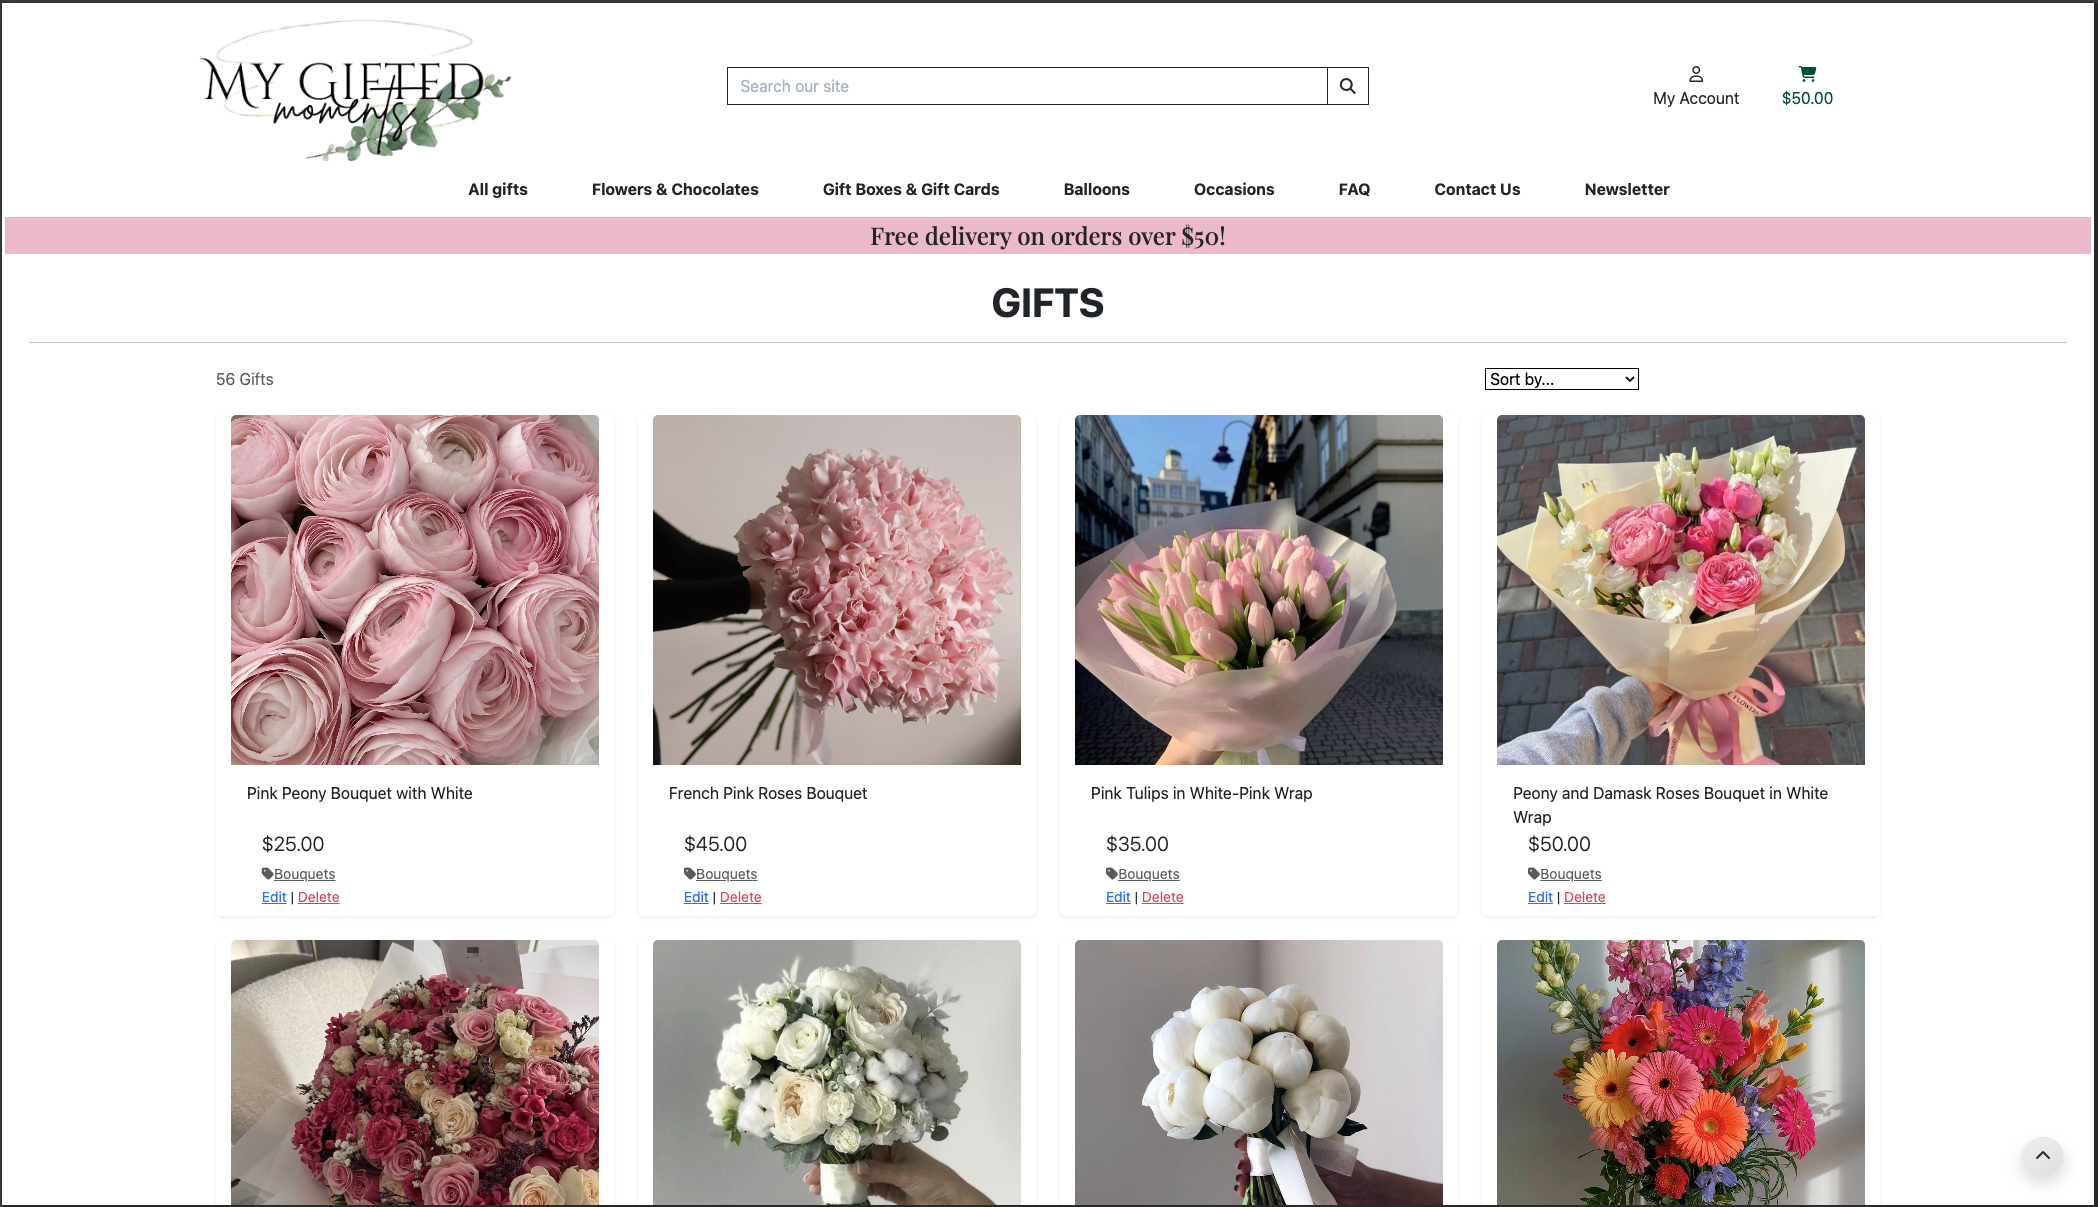 MY GIFTED
moments
Search our site
My Account
$50.00
All gifts
Flowers & Chocolates
Gift Boxes & Gift Cards
Balloons
Occasions
FAQ
Contact Us
Newsletter
Free delivery on orders over $50!
GIFTS
56 Gifts
Sort by...
Pink Peony Bouquet with White
$25.00
Bouquets
Edit | Delete
French Pink Roses Bouquet
$45.00
Bouquets
Edit | Delete
Pink Tulips in White-Pink Wrap
$35.00
Bouquets
Edit | Delete
Peony and Damask Roses Bouquet in White
Wrap
$50.00
Bouquets
Edit | Delete